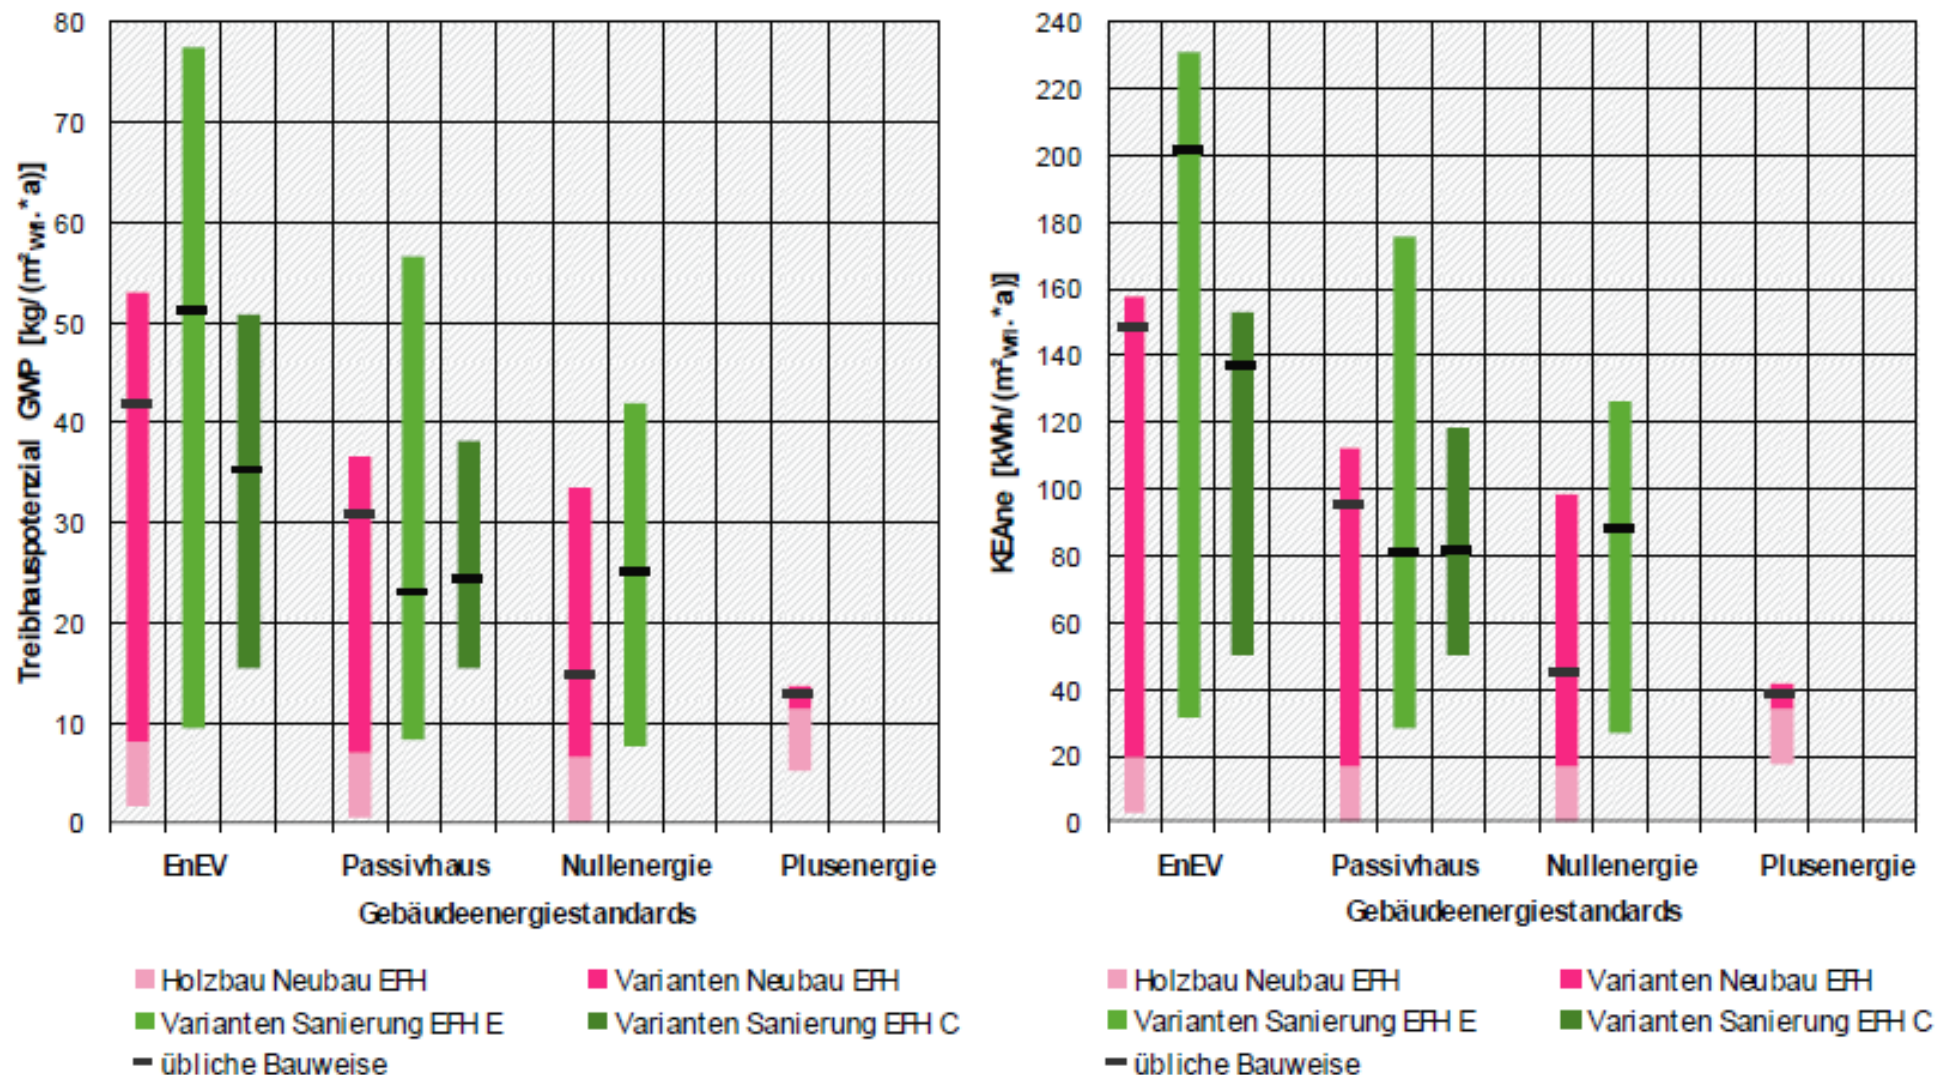 80
70
60
50
40
30
20
10
0
Treibhauspotenzial GWP [kg/(m²wfl.*a)]
EnEV Passivhaus Nullenergie Plusenergie
Gebäudeenergiestandards
Holzbau Neubau EFH Varianten Neubau EFH
Varianten Sanierung EFH E Varianten Sanierung EFH C
übliche Bauweise
240
220
200
180
160
140
120
100
80
60
40
20
0
KEAne [kWh/(m²wfl.*a)]
EnEV Passivhaus Nullenergie Plusenergie
Gebäudeenergiestandards
Holzbau Neubau EFH Varianten Neubau EFH
Varianten Sanierung EFH E Varianten Sanierung EFH C
übliche Bauweise